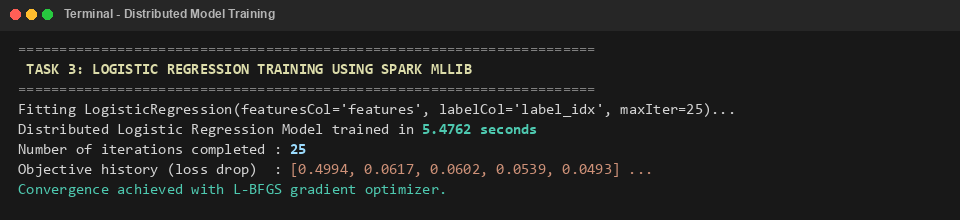 Terminal - Distributed Model Training
======================================================================
TASK 3: LOGISTIC REGRESSION TRAINING USING SPARK MLLIB
======================================================================
Fitting LogisticRegression(featuresCol='features', labelCol='label_idx', maxIter=25)...
Distributed Logistic Regression Model trained in 5.4762 seconds
Number of iterations completed : 25
Objective history (loss drop)  : [0.4994, 0.0617, 0.0602, 0.0539, 0.0493] ...
Convergence achieved with L-BFGS gradient optimizer.